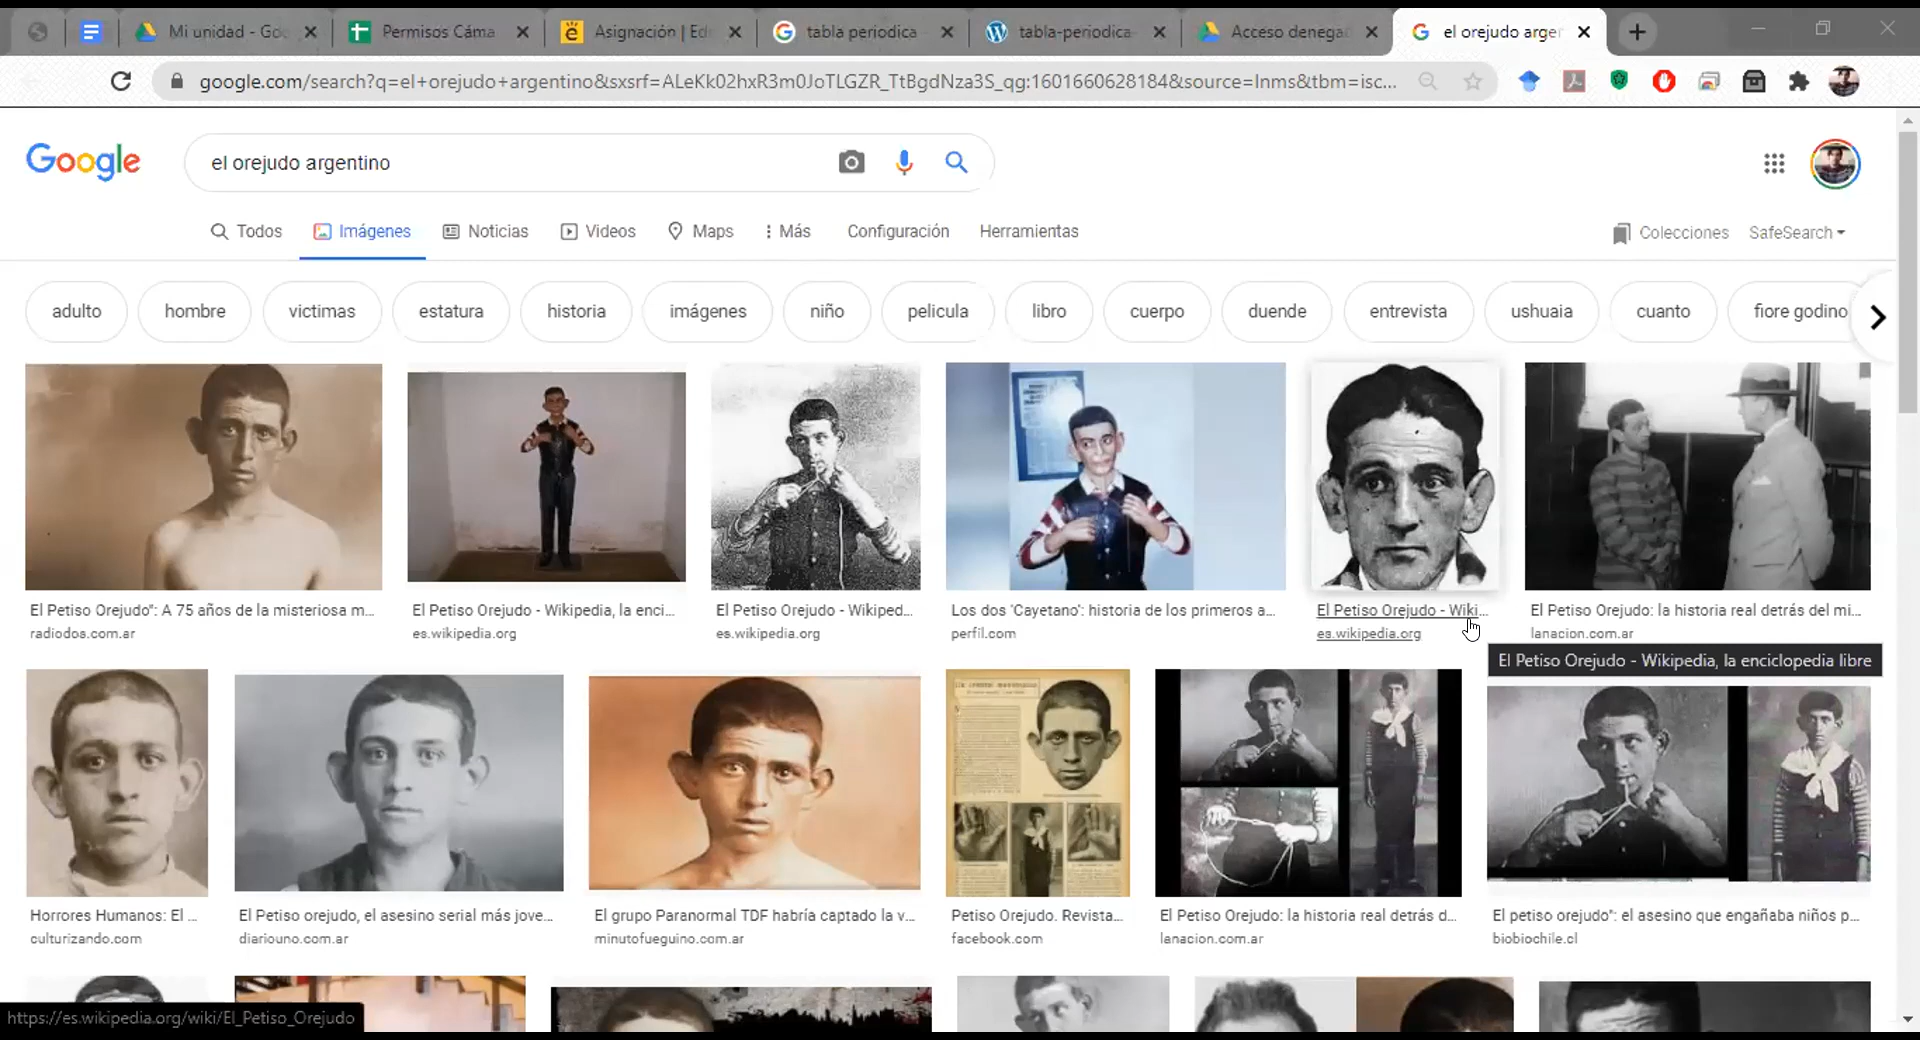 Mi unidad - Goo
Permisos Cáma
Asignación | Ed
tabla periodica
tabla-periodica-
Acceso denega
el orejudo argen
google.com/search?q=el+orejudo+argentino&sxsrf=ALeKk02hxR3m0JoTLGZR_TtBgdNza3S_qg:1601660628184&source=lnms&tbm=isc...
Google
el orejudo argentino
Todos
Imágenes
Noticias
Videos
Maps
Más
Configuración
Herramientas
Colecciones
SafeSearch
adulto
hombre
victimas
estatura
historia
imágenes
niño
pelicula
libro
cuerpo
duende
entrevista
ushuaia
cuanto
fiore godino
El Petiso Orejudo": A 75 años de la misteriosa m...
radiodos.com.ar
El Petiso Orejudo - Wikipedia, la enci...
es.wikipedia.org
El Petiso Orejudo - Wikiped...
es.wikipedia.org
Los dos 'Cayetano': historia de los primeros a...
perfil.com
El Petiso Orejudo - Wiki...
es.wikipedia.org
El Petiso Orejudo: la historia real detrás del mi...
lanacion.com.ar
El Petiso Orejudo - Wikipedia, la enciclopedia libre
Horrores Humanos: El ...
culturizando.com
El Petiso orejudo, el asesino serial más jove...
diariouno.com.ar
El grupo Paranormal TDF habría captado la v...
minutofueguino.com.ar
Petiso Orejudo. Revista...
facebook.com
El Petiso Orejudo: la historia real detrás d...
lanacion.com.ar
El petiso orejudo": el asesino que engañaba niños p...
biobiochile.cl
https://es.wikipedia.org/wiki/El_Petiso_Orejudo